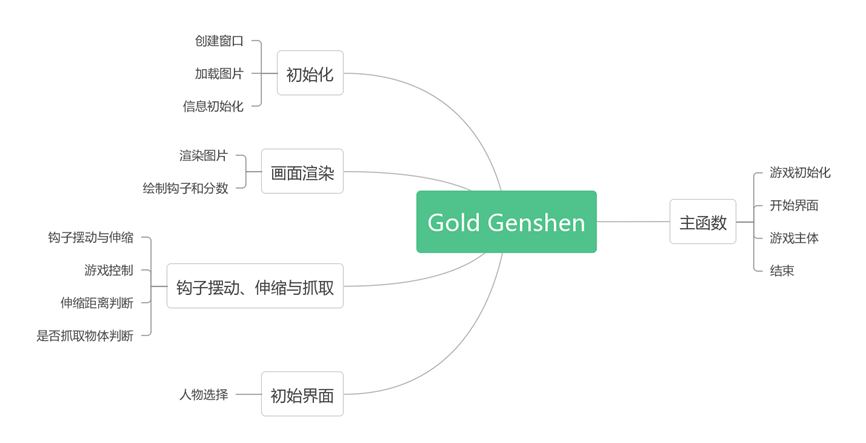 创建窗口
加载图片
信息初始化
初始化
渲染图片
绘制钩子和分数
画面渲染
钩子摆动与伸缩
游戏控制
伸缩距离判断
是否抓取物体判断
钩子摆动、伸缩与抓取
人物选择
初始界面
Gold Genshen
主函数
游戏初始化
开始界面
游戏主体
结束